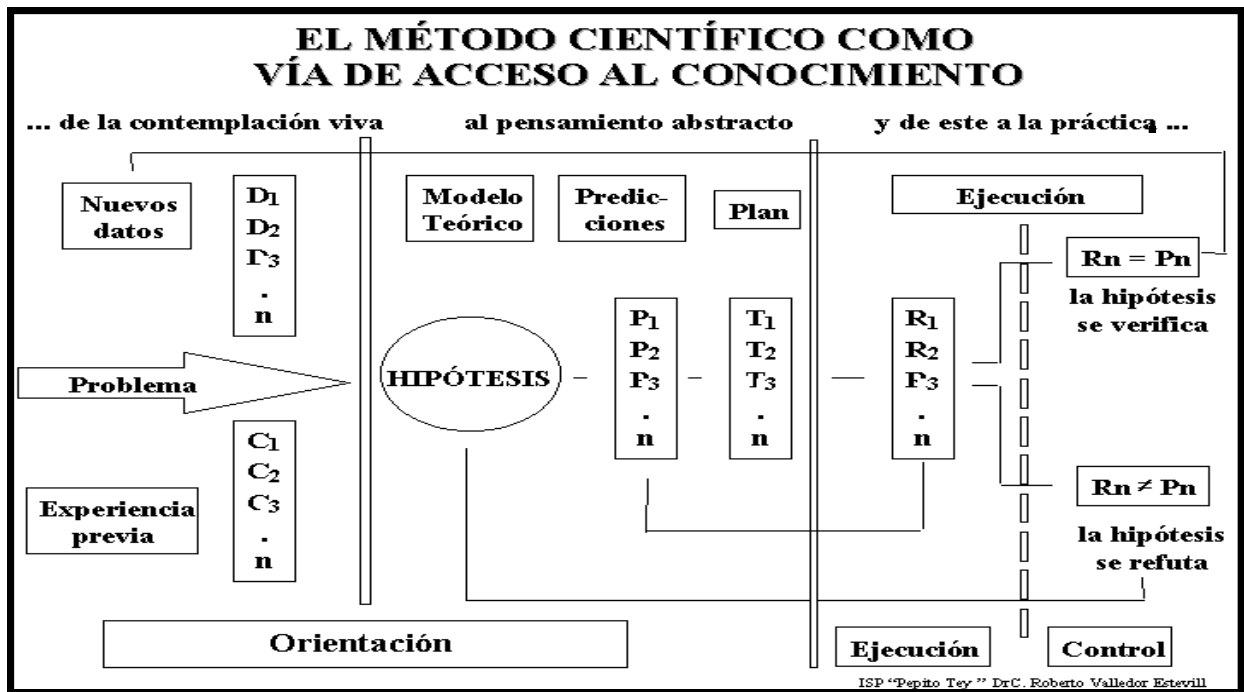 EL MÉTODO CIENTÍFICO COMO
VÍA DE ACCESO AL CONOCIMIENTO
... de la contemplación viva
al pensamiento abstracto
y de este a la práctica ...
Nuevos
datos
D1
D2
D3
.
n
Modelo
Teórico
Predic-
ciones
Plan
Ejecución
Rn = Pn
la hipótesis
se verifica
Problema
HIPÓTESIS
P1
P2
P3
.
n
T1
T2
T3
.
n
R1
R2
R3
.
n
Experiencia
previa
C1
C2
C3
.
n
Rn ≠ Pn
la hipótesis
se refuta
Orientación
Ejecución
Control
ISP “Pepito Tey ” DrC. Roberto Valledor Estevill